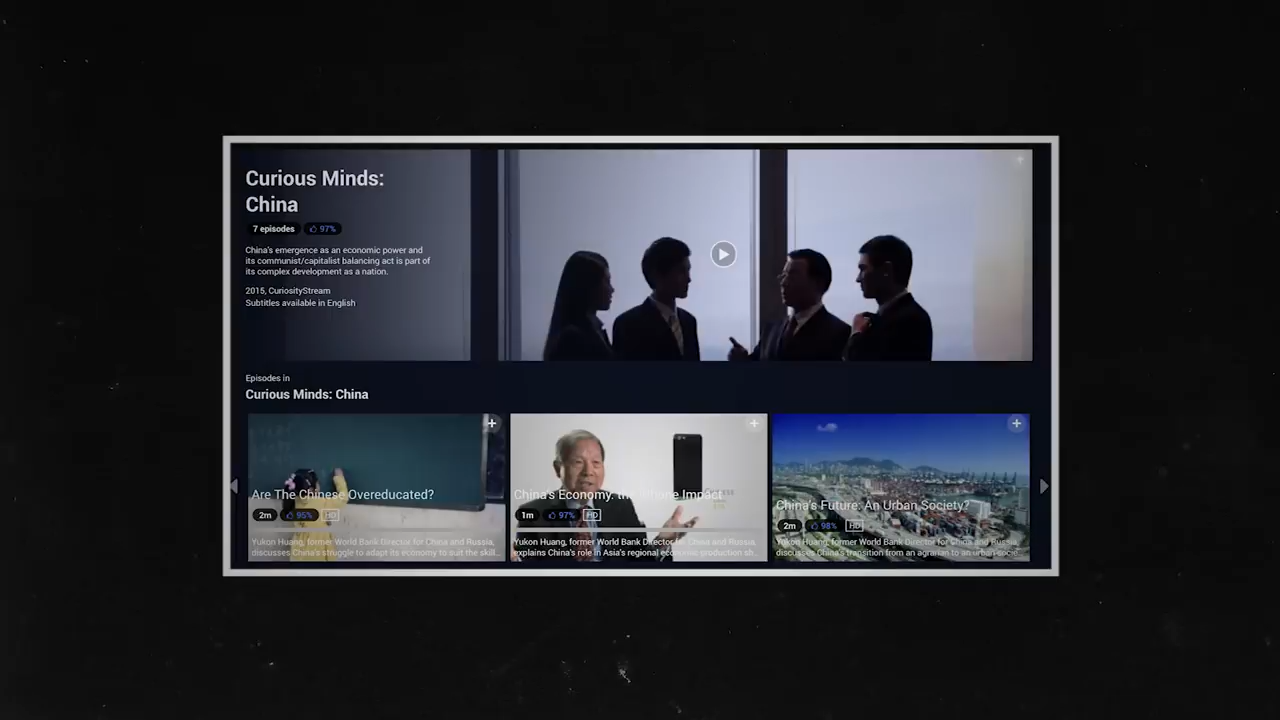 Curious Minds:
China
7 episodes
97%
China's emergence as an economic power and
its communist/capitalist balancing act is part of
its complex development as a nation.
2015, CuriosityStream
Subtitles available in English
Episodes in
Curious Minds: China
Are The Chinese Overeducated?
2m 95% HD
Yukon Huang, former World Bank Director for China and Russia,
discusses China's struggle to adapt its economy to suit the skill...
China's Economy: the iPhone Impact
1m 97% HD
Yukon Huang, former World Bank Director for China and Russia,
explains China's role in Asia's regional economic production sh...
China's Future: An Urban Society?
2m 98% HD
Yukon Huang, former World Bank Director for China and Russia,
discusses China's transition from an agrarian to an urban socie...